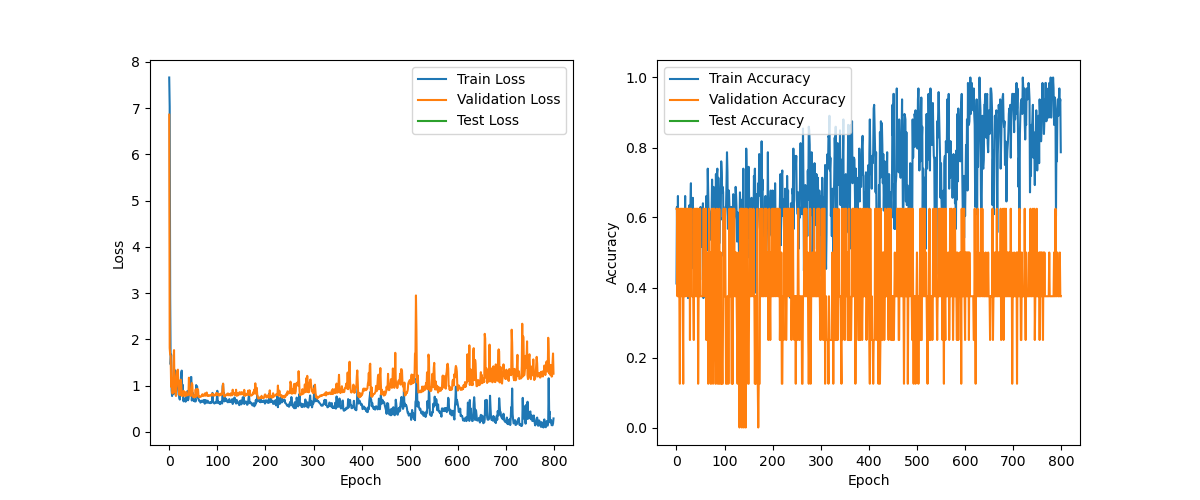 Train Loss
Validation Loss
Test Loss
8
7
6
5
4
3
2
1
0
Loss
0 100 200 300 400 500 600 700 800
Epoch
Train Accuracy
Validation Accuracy
Test Accuracy
1.0
0.8
0.6
0.4
0.2
0.0
Accuracy
0 100 200 300 400 500 600 700 800
Epoch